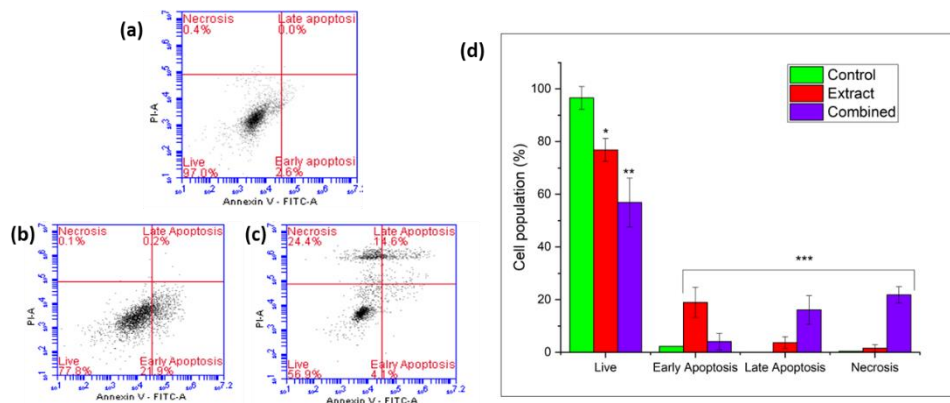 (a)
Necrosis Late apoptosi
0.4% 0.0%
PI-A
Live Early apoptosi
97.0% 2.6%
Annexin V - FITC-A
(b)
Necrosis Late Apoptosis
0.1% 0.2%
PI-A
Live Early Apoptosis
77.8% 21.9%
Annexin V - FITC-A
(c)
Necrosis Late Apoptosis
24.4% 14.6%
PI-A
Live Early Apoptosis
56.9% 4.1%
Annexin V - FITC-A
(d)
Control
Extract
Combined
Cell population (%)
100
80
60
40
20
0
*
**
***
Live Early Apoptosis Late Apoptosis Necrosis